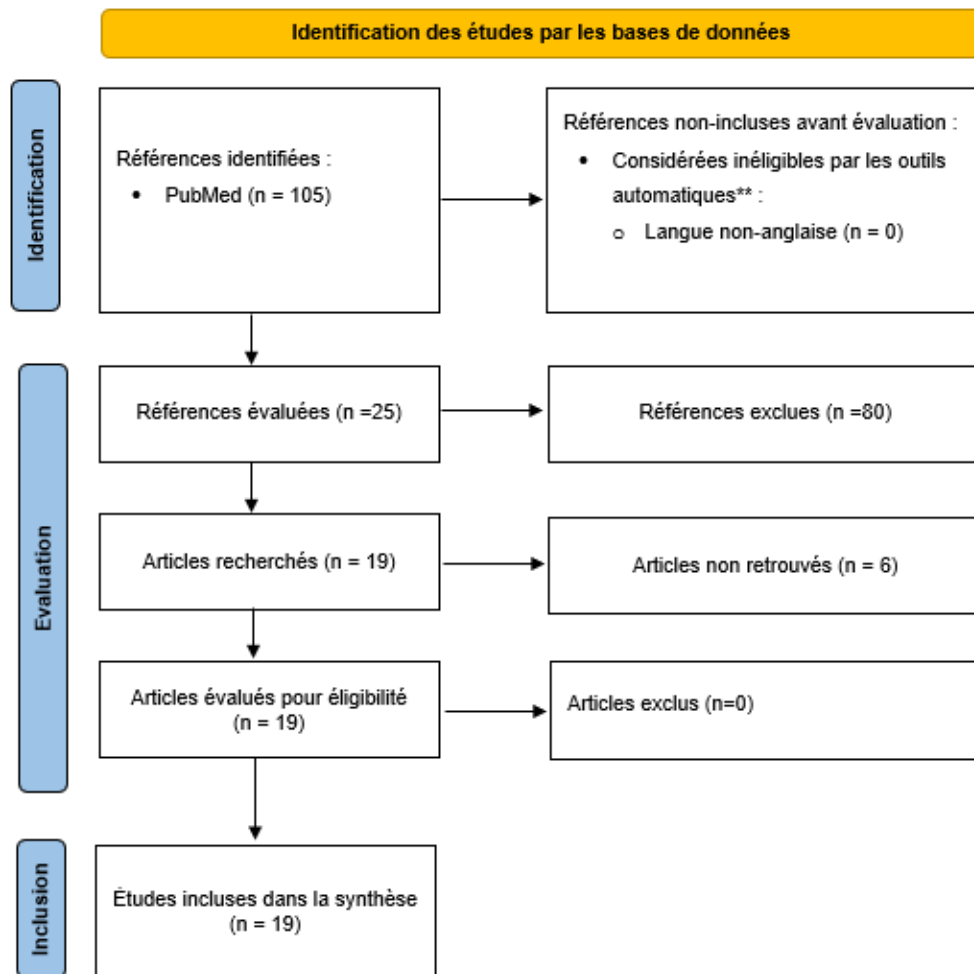 Identification des études par les bases de données
Identification
Références identifiées :
• PubMed (n = 105)
Références non-incluses avant évaluation :
• Considérées inéligibles par les outils
automatiques** :
o Langue non-anglaise (n = 0)
Evaluation
Références évaluées (n =25)
Références exclues (n =80)
Articles recherchés (n = 19)
Articles non retrouvés (n = 6)
Articles évalués pour éligibilité
(n = 19)
Articles exclus (n=0)
Inclusion
Études incluses dans la synthèse
(n = 19)